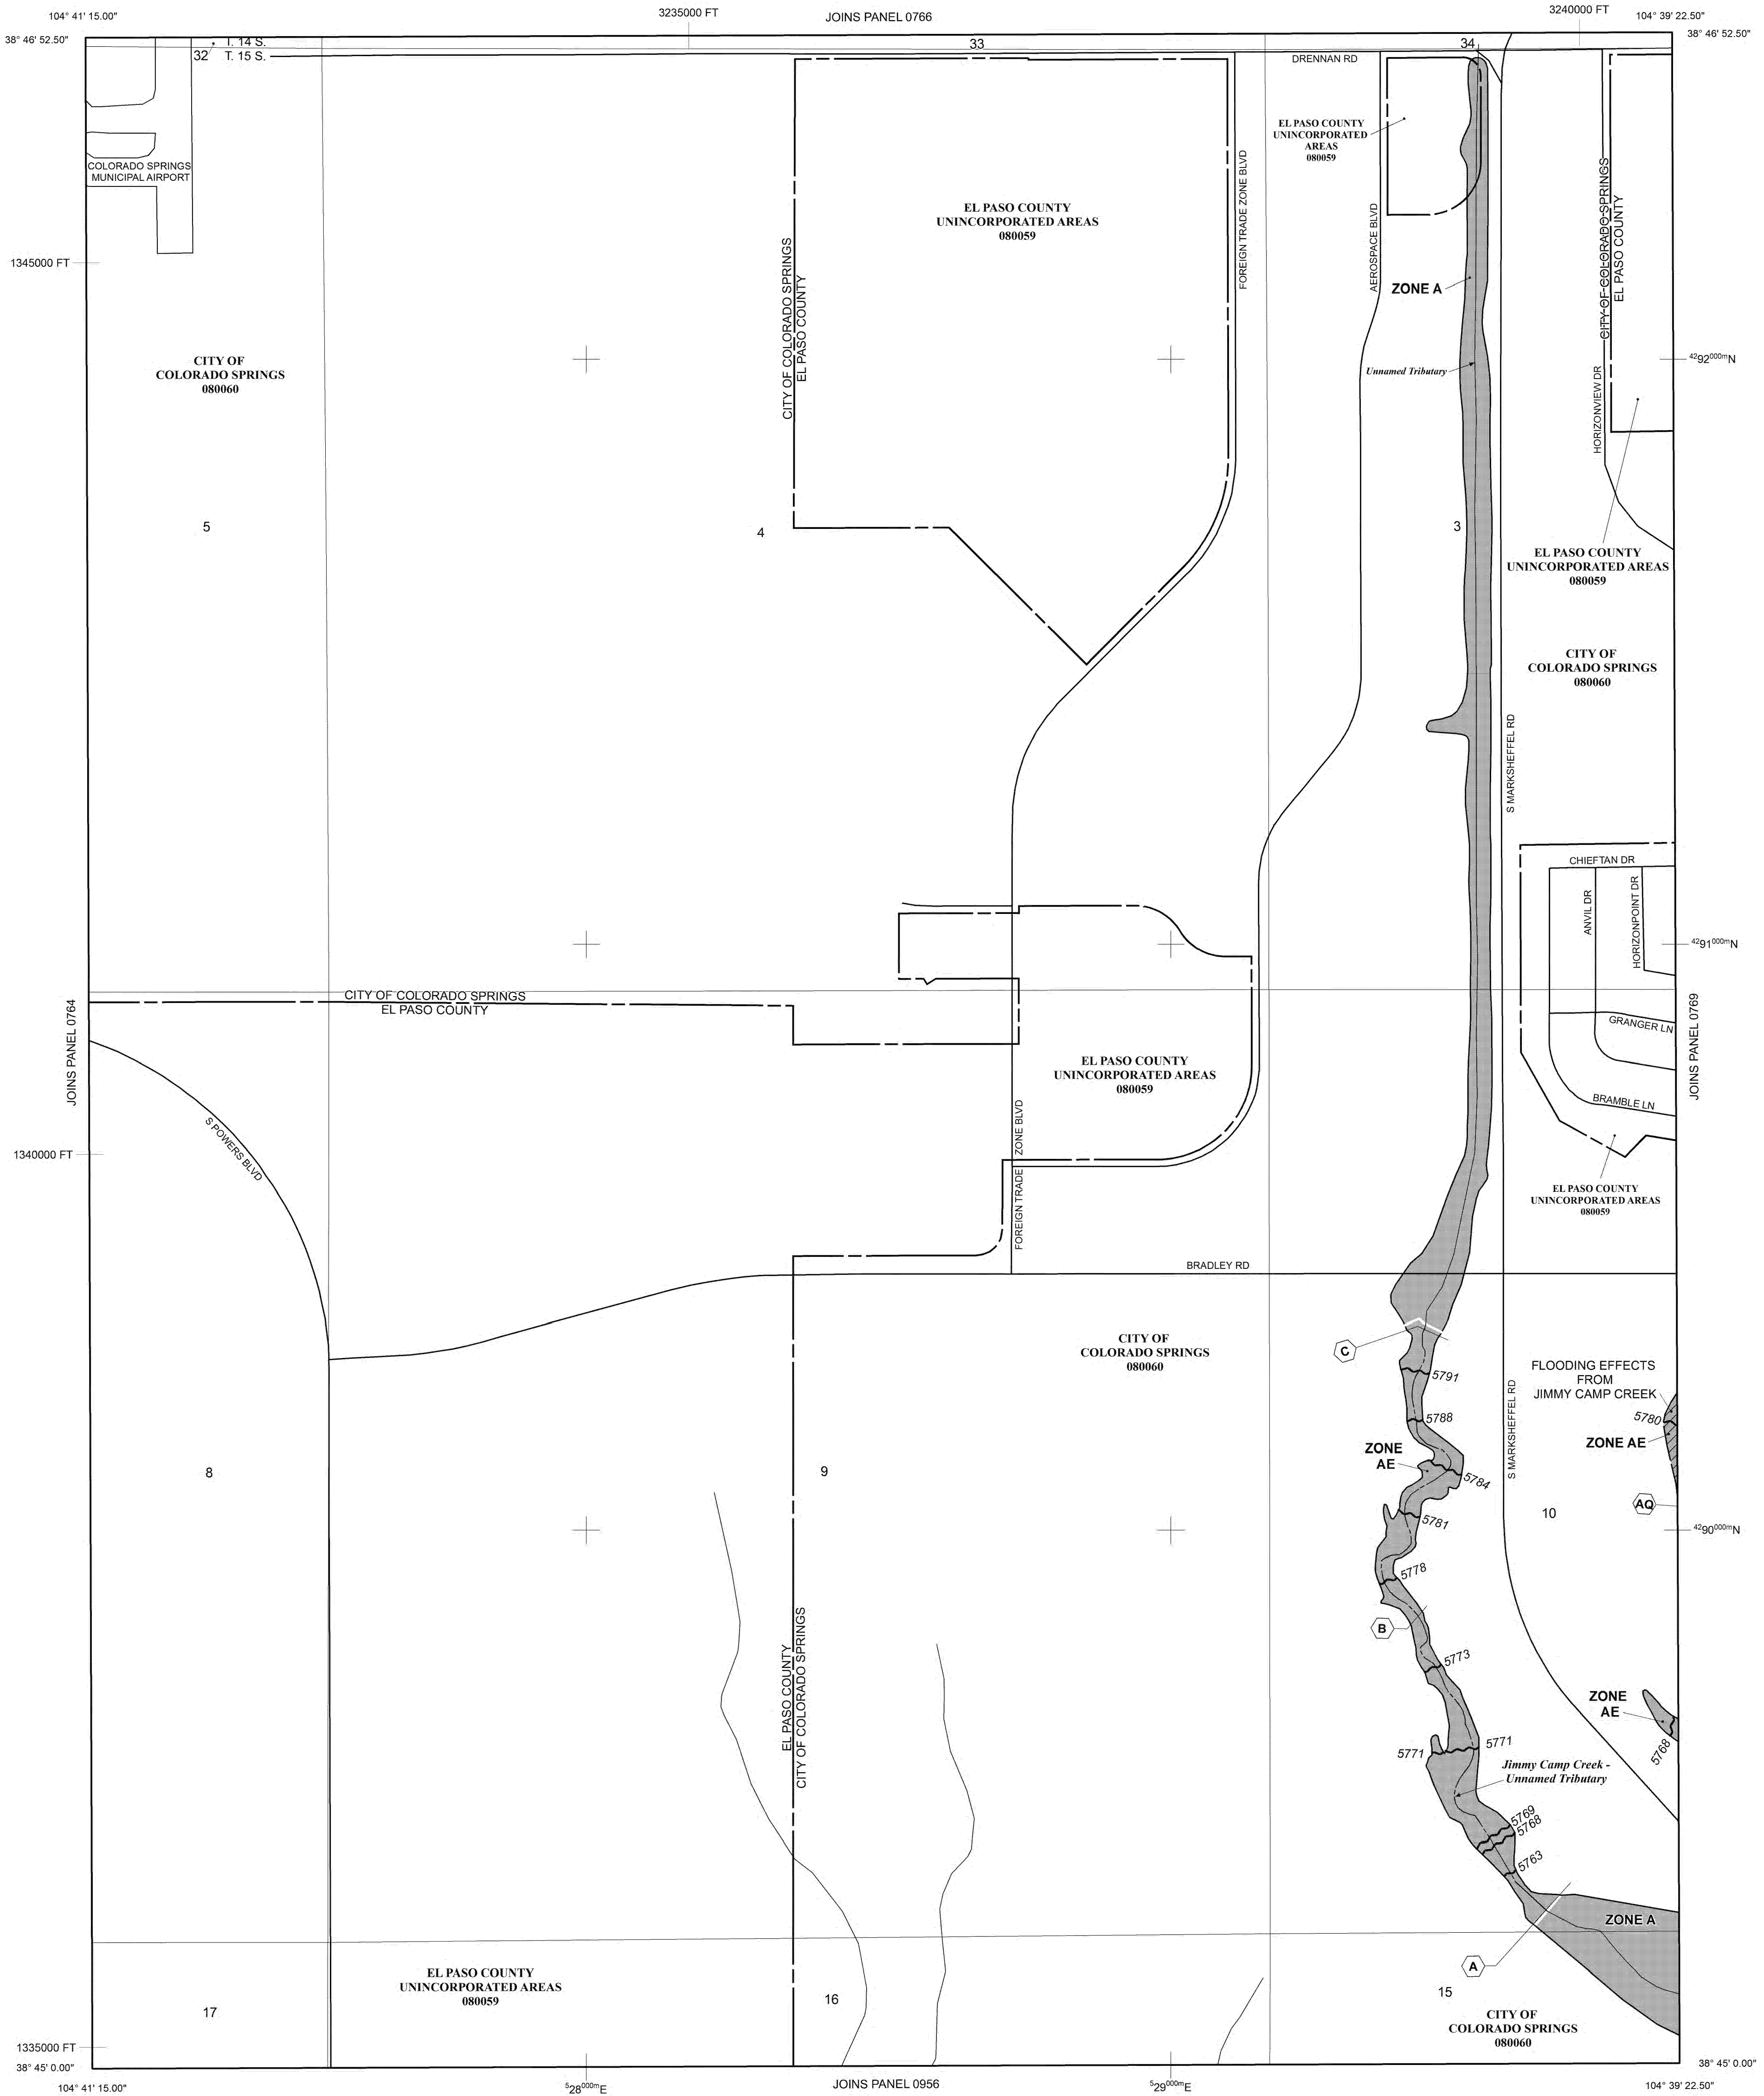 104° 41' 15.00"
3235000 FT
JOINS PANEL 0766
3240000 FT
104° 39' 22.50"
38° 46' 52.50"
38° 46' 52.50"
T. 14 S.
32
T. 15 S.
33
34
DRENNAN RD
COLORADO SPRINGS
MUNICIPAL AIRPORT
EL PASO COUNTY
UNINCORPORATED
AREAS
080059
EL PASO COUNTY
UNINCORPORATED AREAS
080059
FOREIGN TRADE ZONE BLVD
AEROSPACE BLVD
CITY OF COLORADO SPRINGS
EL PASO COUNTY
CITY OF COLORADO SPRINGS
EL PASO COUNTY
1345000 FT
ZONE A
CITY OF
COLORADO SPRINGS
080060
Unnamed Tributary
HORIZONVIEW DR
4292000mN
5
4
3
EL PASO COUNTY
UNINCORPORATED AREAS
080059
CITY OF
COLORADO SPRINGS
080060
S MARKSHEFFEL RD
CHIEFTAN DR
ANVIL DR
HORIZONPOINT DR
4291000mN
CITY OF COLORADO SPRINGS
EL PASO COUNTY
JOINS PANEL 0764
JOINS PANEL 0769
GRANGER LN
EL PASO COUNTY
UNINCORPORATED AREAS
080059
BRAMBLE LN
S POWERS BLVD
FOREIGN TRADE ZONE BLVD
1340000 FT
EL PASO COUNTY
UNINCORPORATED AREAS
080059
BRADLEY RD
CITY OF
COLORADO SPRINGS
080060
C
5791
FLOODING EFFECTS
FROM
JIMMY CAMP CREEK
5788
5780
ZONE AE
S MARKSHEFFEL RD
ZONE
AE
8
9
5784
AQ
10
5781
4290000mN
5778
B
EL PASO COUNTY
CITY OF COLORADO SPRINGS
5773
ZONE
AE
5771
5771
5768
Jimmy Camp Creek -
Unnamed Tributary
5769
5768
5763
ZONE A
A
EL PASO COUNTY
UNINCORPORATED AREAS
080059
17
16
15
CITY OF
COLORADO SPRINGS
080060
1335000 FT
38° 45' 0.00"
38° 45' 0.00"
104° 41' 15.00"
528000mE
JOINS PANEL 0956
529000mE
104° 39' 22.50"